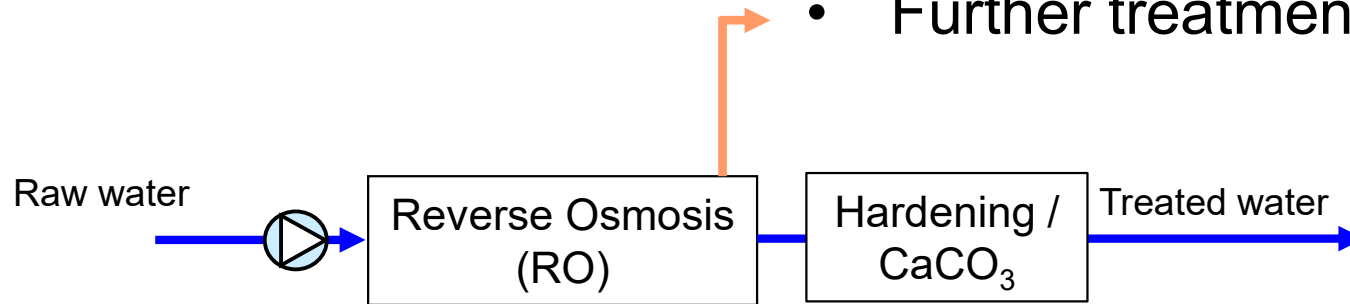 • Further treatmen
Raw water
Reverse Osmosis
(RO)
Hardening /
CaCO₃
Treated water